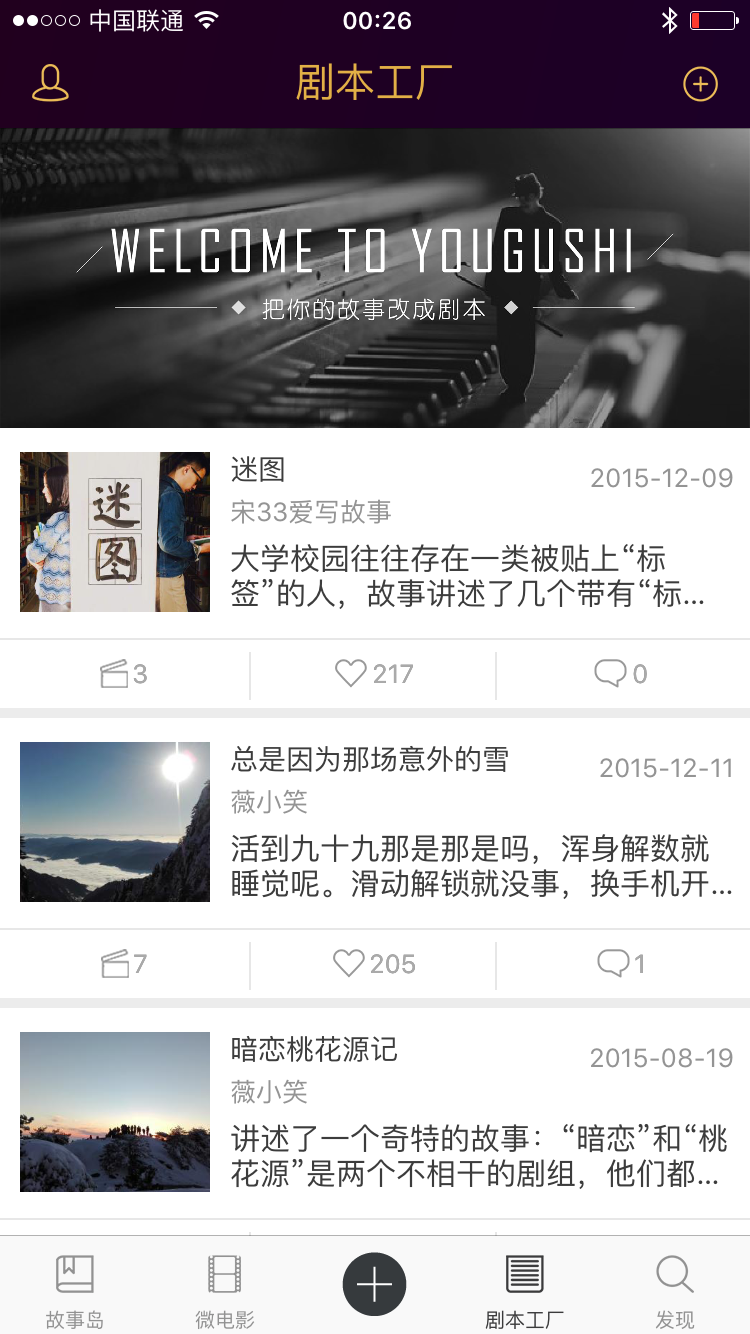 中国联通
00:26
剧本工厂
WELCOME TO YOUGUSHI
把你的故事改成剧本
迷图
迷图
2015-12-09
宋33爱写故事
大学校园往往存在一类被贴上“标
签”的人，故事讲述了几个带有“标...
3
217
0
总是因为那场意外的雪
2015-12-11
薇小笑
活到九十九那是那是吗，浑身解数就
睡觉呢。滑动解锁就没事，换手机开...
7
205
1
暗恋桃花源记
2015-08-19
薇小笑
讲述了一个奇特的故事：“暗恋”和“桃
花源”是两个不相干的剧组，他们都...
故事岛
微电影
剧本工厂
发现